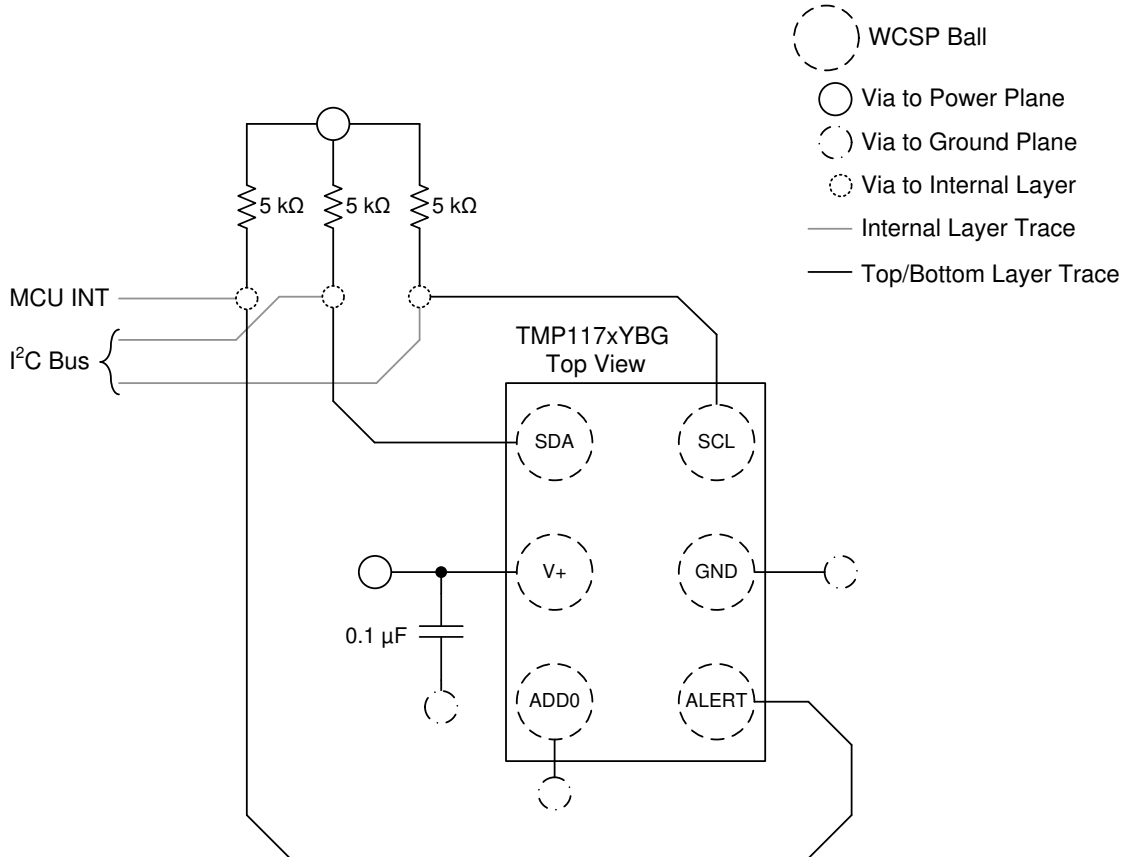 WCSP Ball
Via to Power Plane
Via to Ground Plane
Via to Internal Layer
Internal Layer Trace
Top/Bottom Layer Trace
5 kΩ 5 kΩ 5 kΩ
MCU INT
I²C Bus
TMP117xYBG
Top View
SDA SCL
V+ GND
0.1 µF
ADD0 ALERT